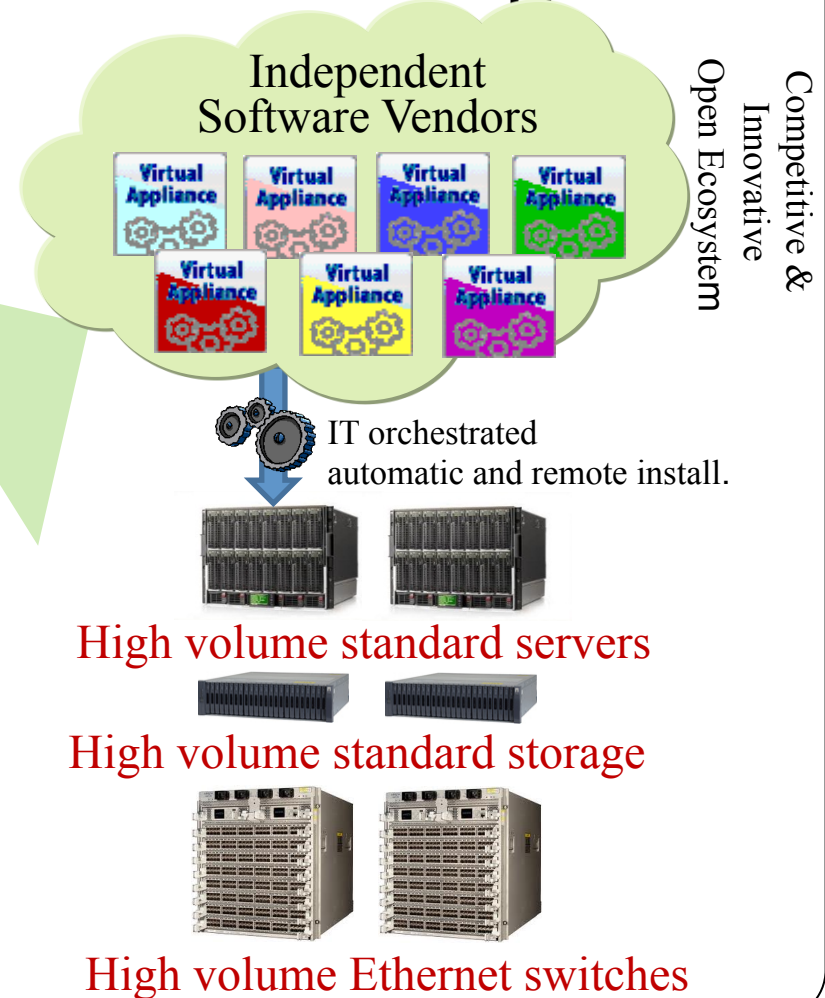 Independent
Software Vendors
Competitive &
Innovative
Open Ecosystem
Virtual
Appliance
Virtual
Appliance
Virtual
Appliance
Virtual
Appliance
Virtual
Appliance
Virtual
Appliance
Virtual
Appliance
IT orchestrated
automatic and remote install.
High volume standard servers
High volume standard storage
High volume Ethernet switches